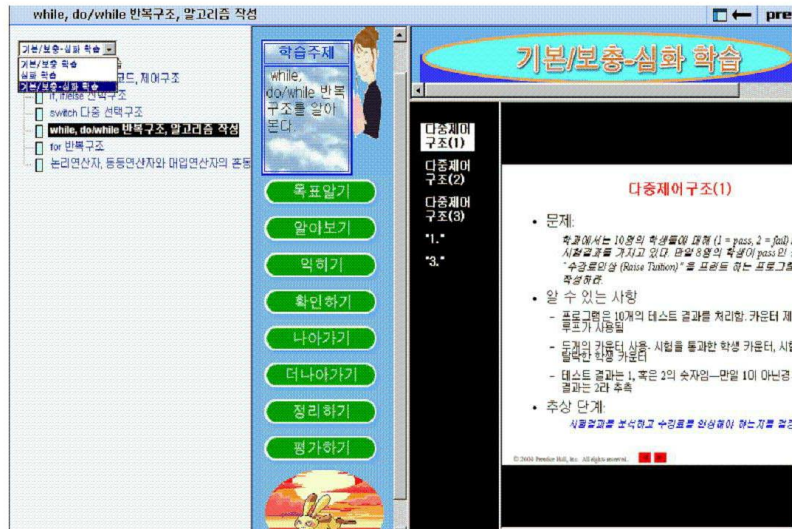 while, do/while 반복구조, 알고리즘 작성
pre
기본/보충-심화 학습
기본/보충 학습
심화 학습
기본/보충-심화 학습
코드, 제어구조
if, if/else 선택구조
switch 다중 선택구조
while, do/while 반복구조, 알고리즘 작성
for 반복구조
논리연산자, 동등연산자와 대입연산자의 혼동
학습주제
while,
do/while 반복
구조를 알아
본다.
목표알기
알아보기
익히기
확인하기
나아가기
더나아가기
정리하기
평가하기
기본/보충-심화 학습
다중제어
구조(1)
다중제어
구조(2)
다중제어
구조(3)
"1."
"3."
다중제어구조(1)
• 문제:
학과에서는 10명의 학생들에 대해 (1 = pass, 2 = fail)
시험결과를 가지고 있다. 만일 8명의 학생이 pass인
"수강료인상 (Raise Tuition)"를 프린트 하는 프로그램
작성하라.
• 알 수 있는 사항
– 프로그램은 10개의 테스트 결과를 처리함. 카운터 제
루프가 사용됨
– 두개의 카운터 사용- 시험을 통과한 학생 카운터, 시험
탈락한 학생 카운터
– 테스트 결과는 1, 혹은 2의 숫자임—만일 1이 아닌경
결과는 2라 추측
• 추상 단계:
시험결과를 분석하고 수강료를 인상해야 하는지를 결정
© 2000 Prentice Hall, Inc. All rights reserved.